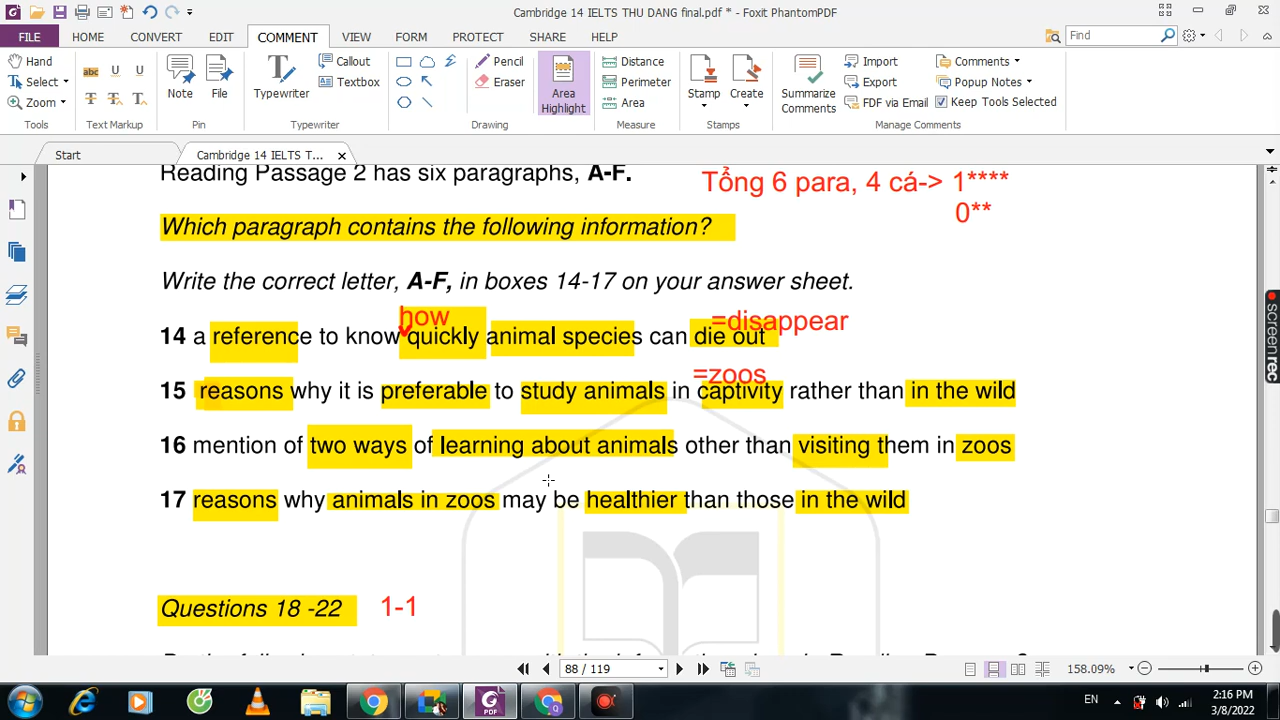 Cambridge 14 IELTS THU DANG final.pdf * - Foxit PhantomPDF
FILE HOME CONVERT EDIT COMMENT VIEW FORM PROTECT SHARE HELP Find
Hand Select Zoom Tools
abc T T T Text Markup
Note File Pin
Typewriter Callout Textbox Typewriter
Pencil Eraser Area Highlight Drawing
Distance Perimeter Area Measure
Stamp Create Stamps
Summarize Comments Import Export FDF via Email Comments Popup Notes Keep Tools Selected Manage Comments
Start Cambridge 14 IELTS T...
Reading Passage 2 has six paragraphs, A-F.
Tổng 6 para, 4 cá-> 1****
0**
Which paragraph contains the following information?
Write the correct letter, A-F, in boxes 14-17 on your answer sheet.
how
=disappear
14 a reference to know quickly animal species can die out
=zoos
15 reasons why it is preferable to study animals in captivity rather than in the wild
16 mention of two ways of learning about animals other than visiting them in zoos
17 reasons why animals in zoos may be healthier than those in the wild
Questions 18 -22 1-1
screenrec
88 / 119 158.09%
EN 2:16 PM
3/8/2022